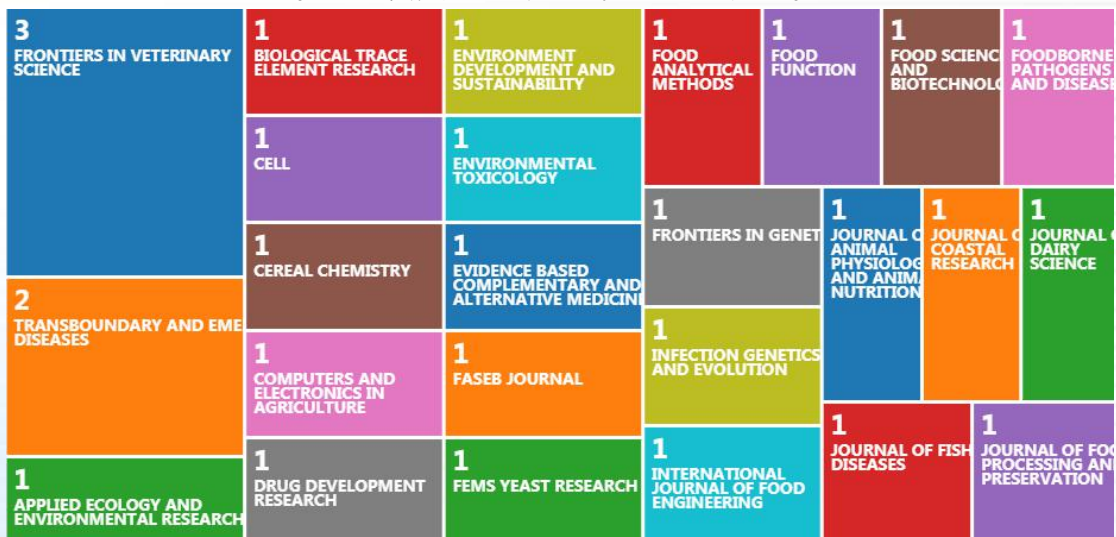 3
FRONTIERS IN VETERINARY
SCIENCE
2
TRANSBOUNDARY AND EME
DISEASES
1
APPLIED ECOLOGY AND
ENVIRONMENTAL RESEARCH
1
BIOLOGICAL TRACE
ELEMENT RESEARCH
1
CELL
1
CEREAL CHEMISTRY
1
COMPUTERS AND
ELECTRONICS IN
AGRICULTURE
1
DRUG DEVELOPMENT
RESEARCH
1
ENVIRONMENT
DEVELOPMENT AND
SUSTAINABILITY
1
ENVIRONMENTAL
TOXICOLOGY
1
EVIDENCE BASED
COMPLEMENTARY AND
ALTERNATIVE MEDICIN
1
FASEB JOURNAL
1
FEMS YEAST RESEARCH
1
FOOD
ANALYTICAL
METHODS
1
FOOD
FUNCTION
1
FOOD SCIENC
AND
BIOTECHNOLO
1
FOODBORNE
PATHOGENS
AND DISEASE
1
FRONTIERS IN GENET
1
INFECTION GENETICS
AND EVOLUTION
1
INTERNATIONAL
JOURNAL OF FOOD
ENGINEERING
1
JOURNAL O
ANIMAL
PHYSIOLOG
AND ANIMA
NUTRITION
1
JOURNAL O
COASTAL
RESEARCH
1
JOURNAL O
DAIRY
SCIENCE
1
JOURNAL OF FISH
DISEASES
1
JOURNAL OF FOO
PROCESSING AN
PRESERVATION